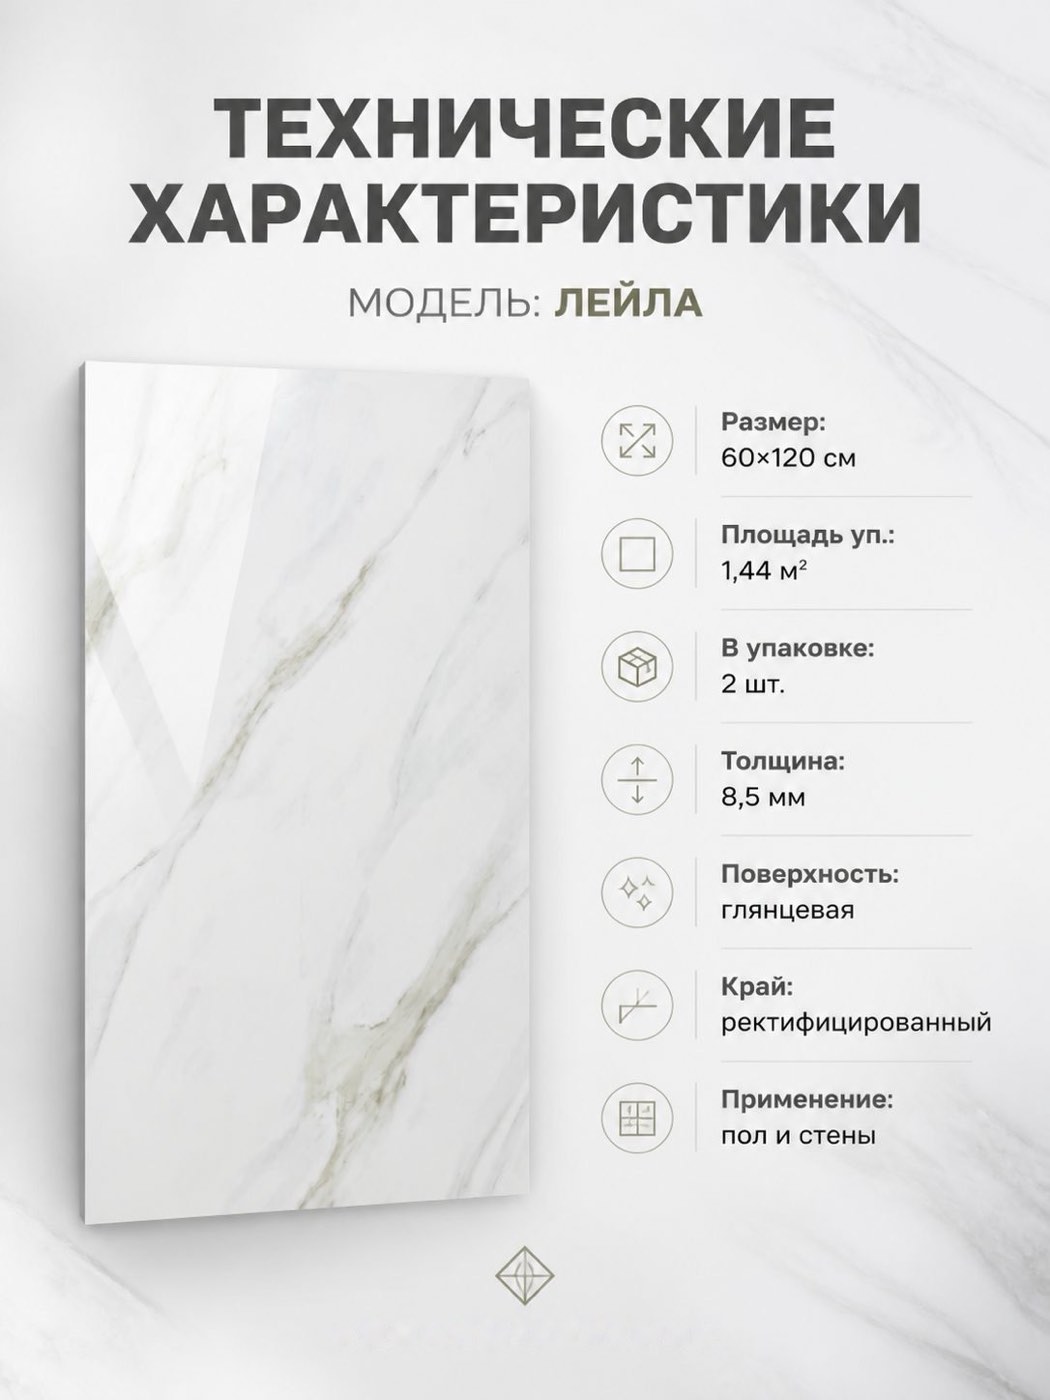 ТЕХНИЧЕСКИЕ
ХАРАКТЕРИСТИКИ
МОДЕЛЬ: ЛЕЙЛА
Размер:
60×120 см
Площадь уп.:
1,44 м²
В упаковке:
2 шт.
Толщина:
8,5 мм
Поверхность:
глянцевая
Край:
ректифицированный
Применение:
пол и стены